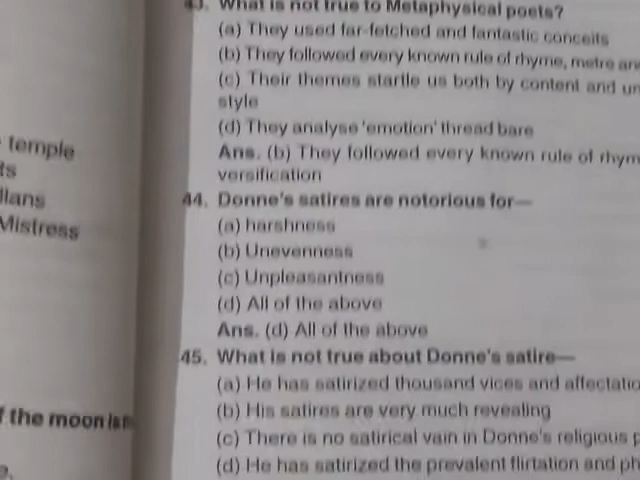 temple
ts
llans
Mistress
f the moon is
e.
43. What is not true to Metaphysical poets?
(a) They used far-fetched and fantastic conceits
(b) They followed every known rule of rhyme, metre an
(c) Their themes startle us both by content and un
style
(d) They analyse 'emotion' thread bare
Ans. (b) They followed every known rule of rhym
versification
44. Donne's satires are notorious for—
(a) harshness
(b) Unevenness
(c) Unpleasantness
(d) All of the above
Ans. (d) All of the above
45. What is not true about Donne's satire—
(a) He has satirized thousand vices and affectatio
(b) His satires are very much revealing
(c) There is no satirical vain in Donne's religious p
(d) He has satirized the prevalent flirtation and ph